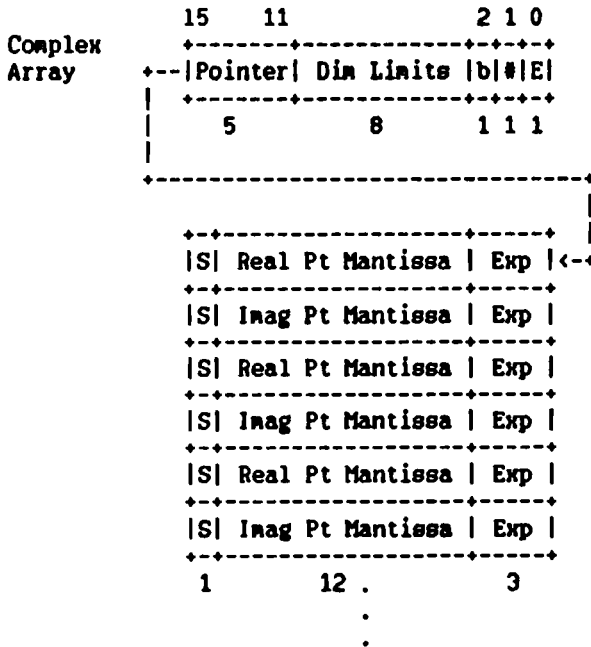 15 11 2 1 0
Complex
Array +--|Pointer| Dim Limits |b|#|E|
5 8 1 1 1
|S| Real Pt Mantissa | Exp |<-+
|S| Imag Pt Mantissa | Exp |
|S| Real Pt Mantissa | Exp |
|S| Imag Pt Mantissa | Exp |
|S| Real Pt Mantissa | Exp |
|S| Imag Pt Mantissa | Exp |
1 12 . 3
.
.